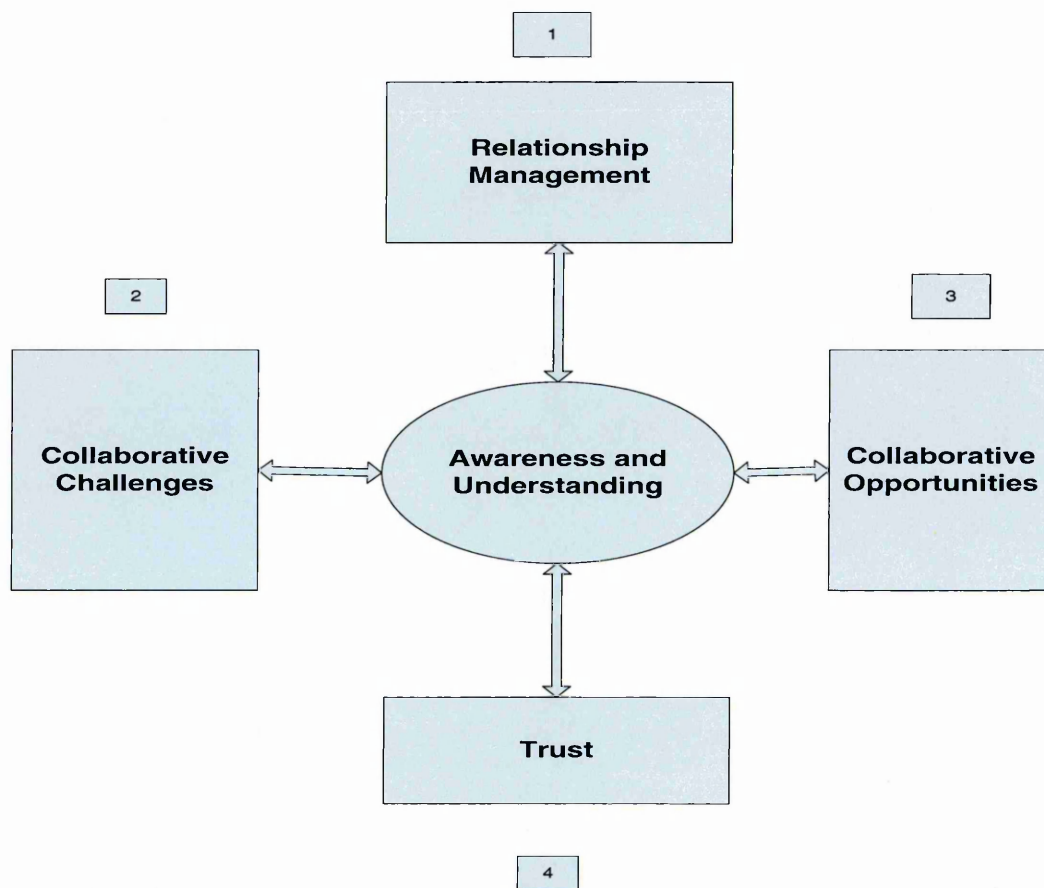 1
Relationship
Management
2
3
Collaborative
Challenges
Awareness and
Understanding
Collaborative
Opportunities
Trust
4